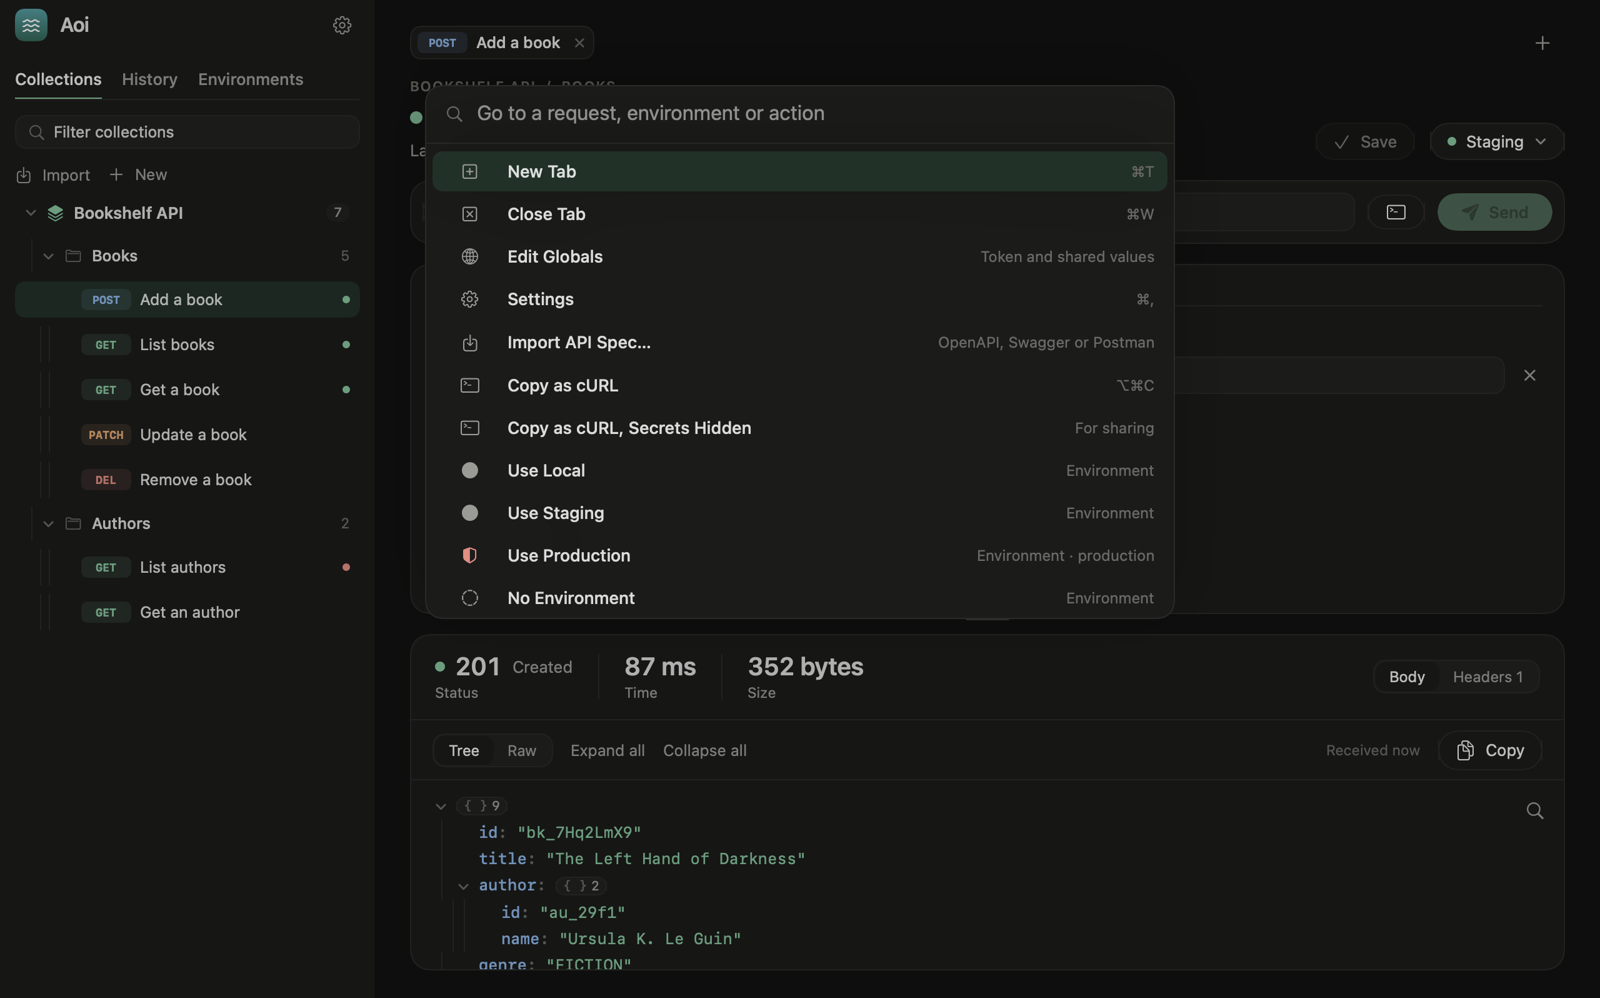 Aoi
Collections History Environments
Filter collections
Import New
Bookshelf API 7
Books 5
POST Add a book
GET List books
GET Get a book
PATCH Update a book
DEL Remove a book
Authors 2
GET List authors
GET Get an author
POST Add a book
BOOKSHELF API / BOOKS
Save Staging
Send
Go to a request, environment or action
New Tab ⌘T
Close Tab ⌘W
Edit Globals Token and shared values
Settings ⌘,
Import API Spec... OpenAPI, Swagger or Postman
Copy as cURL ⌥⌘C
Copy as cURL, Secrets Hidden For sharing
Use Local Environment
Use Staging Environment
Use Production Environment · production
No Environment Environment
201 Created
Status
87 ms
Time
352 bytes
Size
Body Headers 1
Tree Raw Expand all Collapse all Received now Copy
{ } 9
id: "bk_7Hq2LmX9"
title: "The Left Hand of Darkness"
author: { } 2
id: "au_29f1"
name: "Ursula K. Le Guin"
genre: "FICTION"